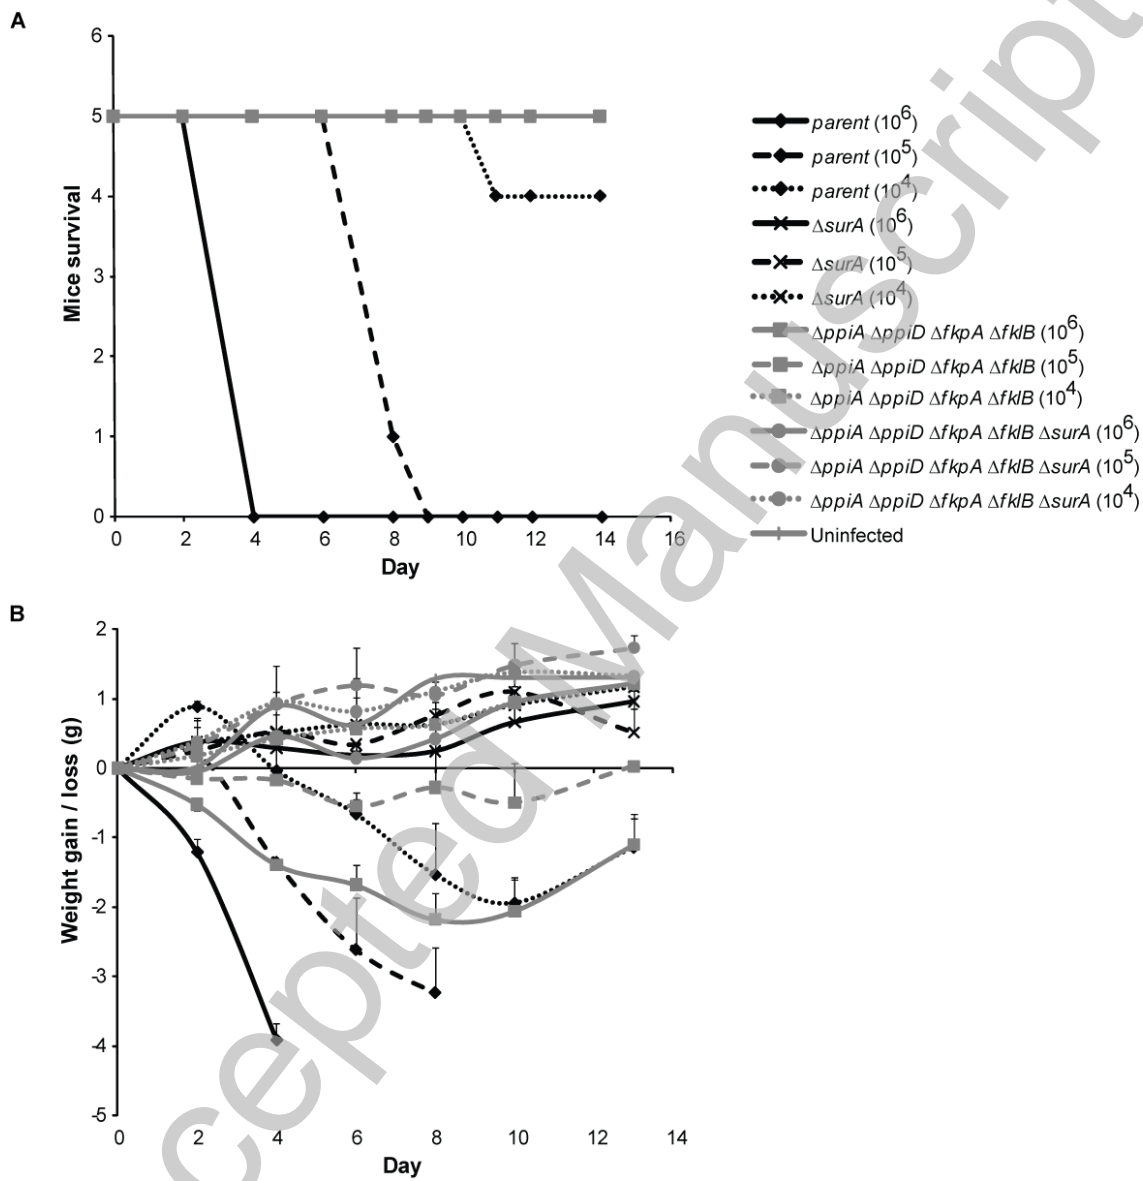 A
6
5
4
3
2
1
0
Mice survival
0 2 4 6 8 10 12 14 16
Day
parent (10^6)
parent (10^5)
parent (10^4)
ΔsurA (10^6)
ΔsurA (10^5)
ΔsurA (10^4)
ΔppiA ΔppiD ΔfkpA ΔfklB (10^6)
ΔppiA ΔppiD ΔfkpA ΔfklB (10^5)
ΔppiA ΔppiD ΔfkpA ΔfklB (10^4)
ΔppiA ΔppiD ΔfkpA ΔfklB ΔsurA (10^6)
ΔppiA ΔppiD ΔfkpA ΔfklB ΔsurA (10^5)
ΔppiA ΔppiD ΔfkpA ΔfklB ΔsurA (10^4)
Uninfected
B
2
1
0
-1
-2
-3
-4
-5
Weight gain / loss (g)
0 2 4 6 8 10 12 14
Day
cepted Manuscript